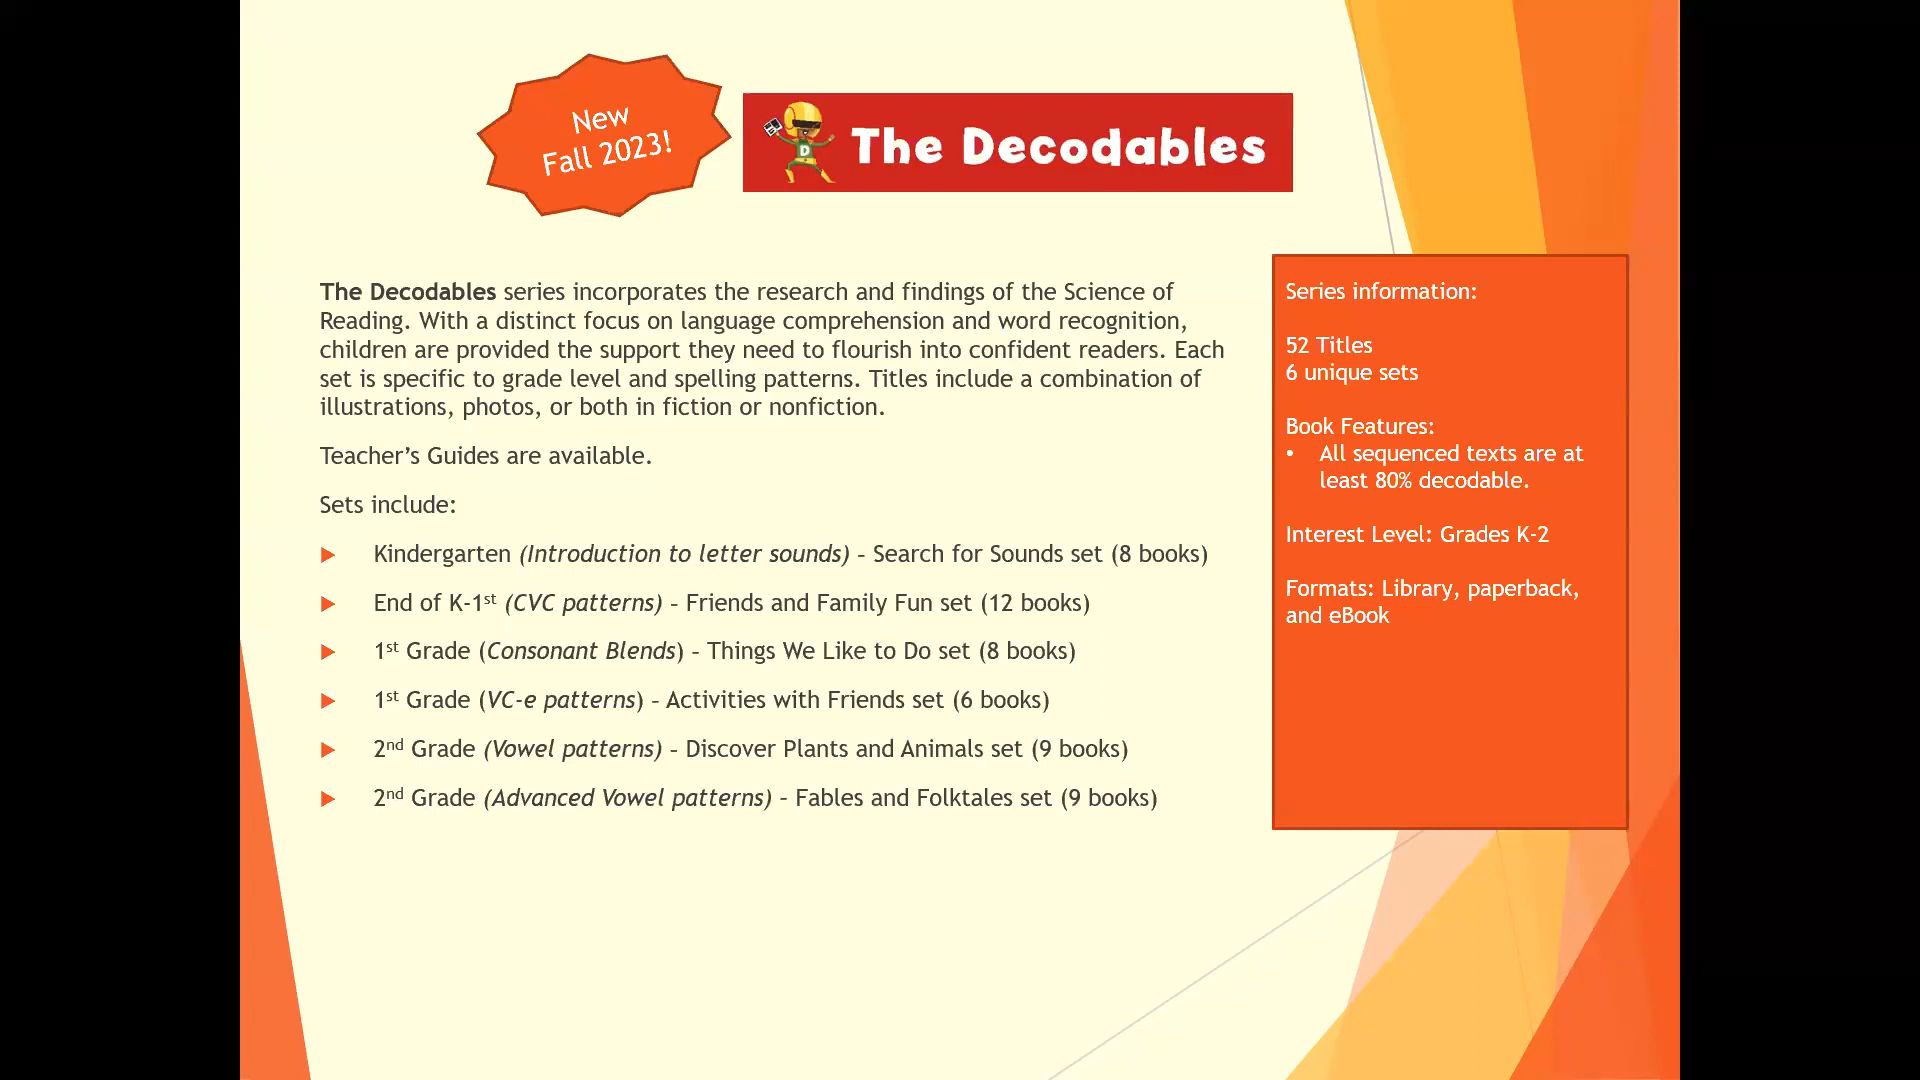 New
Fall 2023!
D
The Decodables
The Decodables series incorporates the research and findings of the Science of
Reading. With a distinct focus on language comprehension and word recognition,
children are provided the support they need to flourish into confident readers. Each
set is specific to grade level and spelling patterns. Titles include a combination of
illustrations, photos, or both in fiction or nonfiction.
Teacher’s Guides are available.
Sets include:
Kindergarten (Introduction to letter sounds) – Search for Sounds set (8 books)
End of K-1st (CVC patterns) – Friends and Family Fun set (12 books)
1st Grade (Consonant Blends) – Things We Like to Do set (8 books)
1st Grade (VC-e patterns) – Activities with Friends set (6 books)
2nd Grade (Vowel patterns) – Discover Plants and Animals set (9 books)
2nd Grade (Advanced Vowel patterns) – Fables and Folktales set (9 books)
Series information:
52 Titles
6 unique sets
Book Features:
• All sequenced texts are at
least 80% decodable.
Interest Level: Grades K-2
Formats: Library, paperback,
and eBook